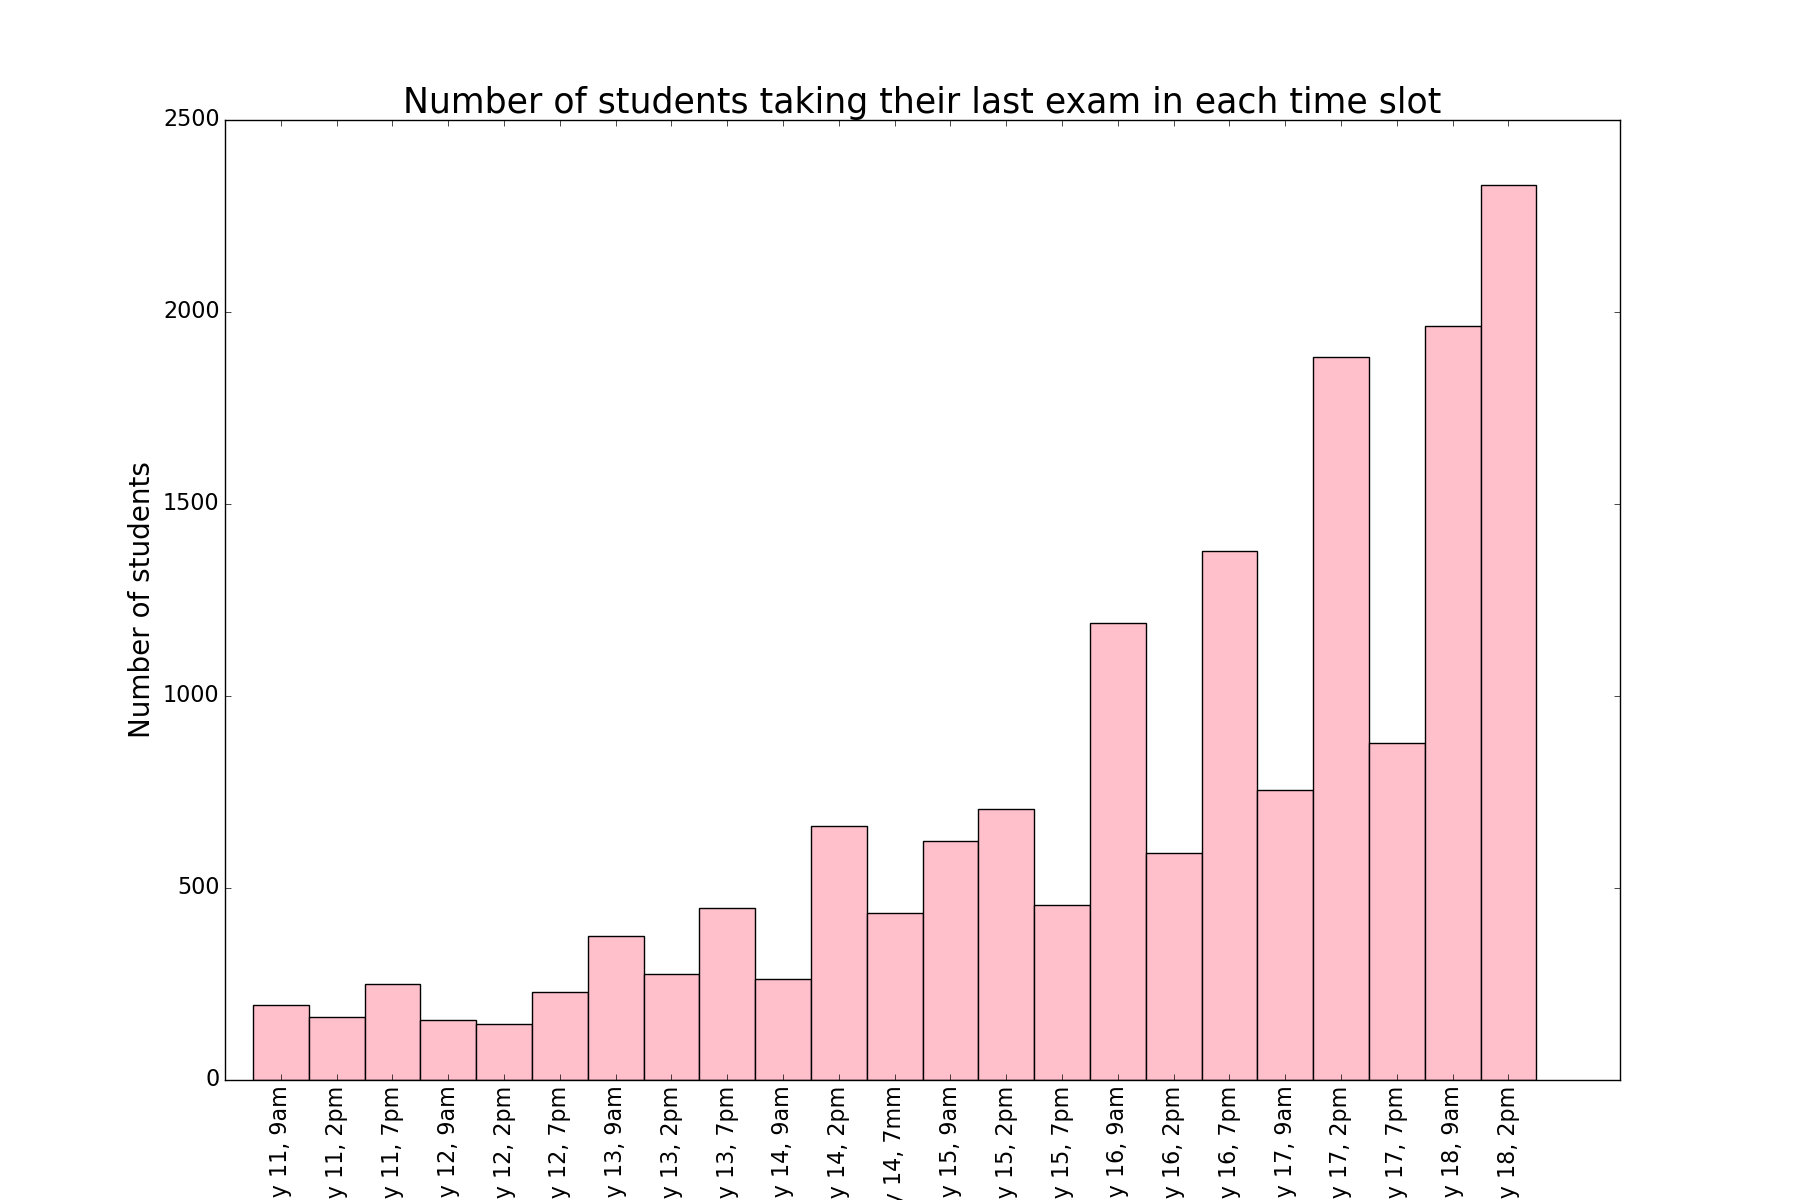 Number of students taking their last exam in each time slot
Number of students
2500
2000
1500
1000
500
0
y 11, 9am
y 11, 2pm
y 11, 7pm
y 12, 9am
y 12, 2pm
y 12, 7pm
y 13, 9am
y 13, 2pm
y 13, 7pm
y 14, 9am
y 14, 2pm
y 14, 7mm
y 15, 9am
y 15, 2pm
y 15, 7pm
y 16, 9am
y 16, 2pm
y 16, 7pm
y 17, 9am
y 17, 2pm
y 17, 7pm
y 18, 9am
y 18, 2pm